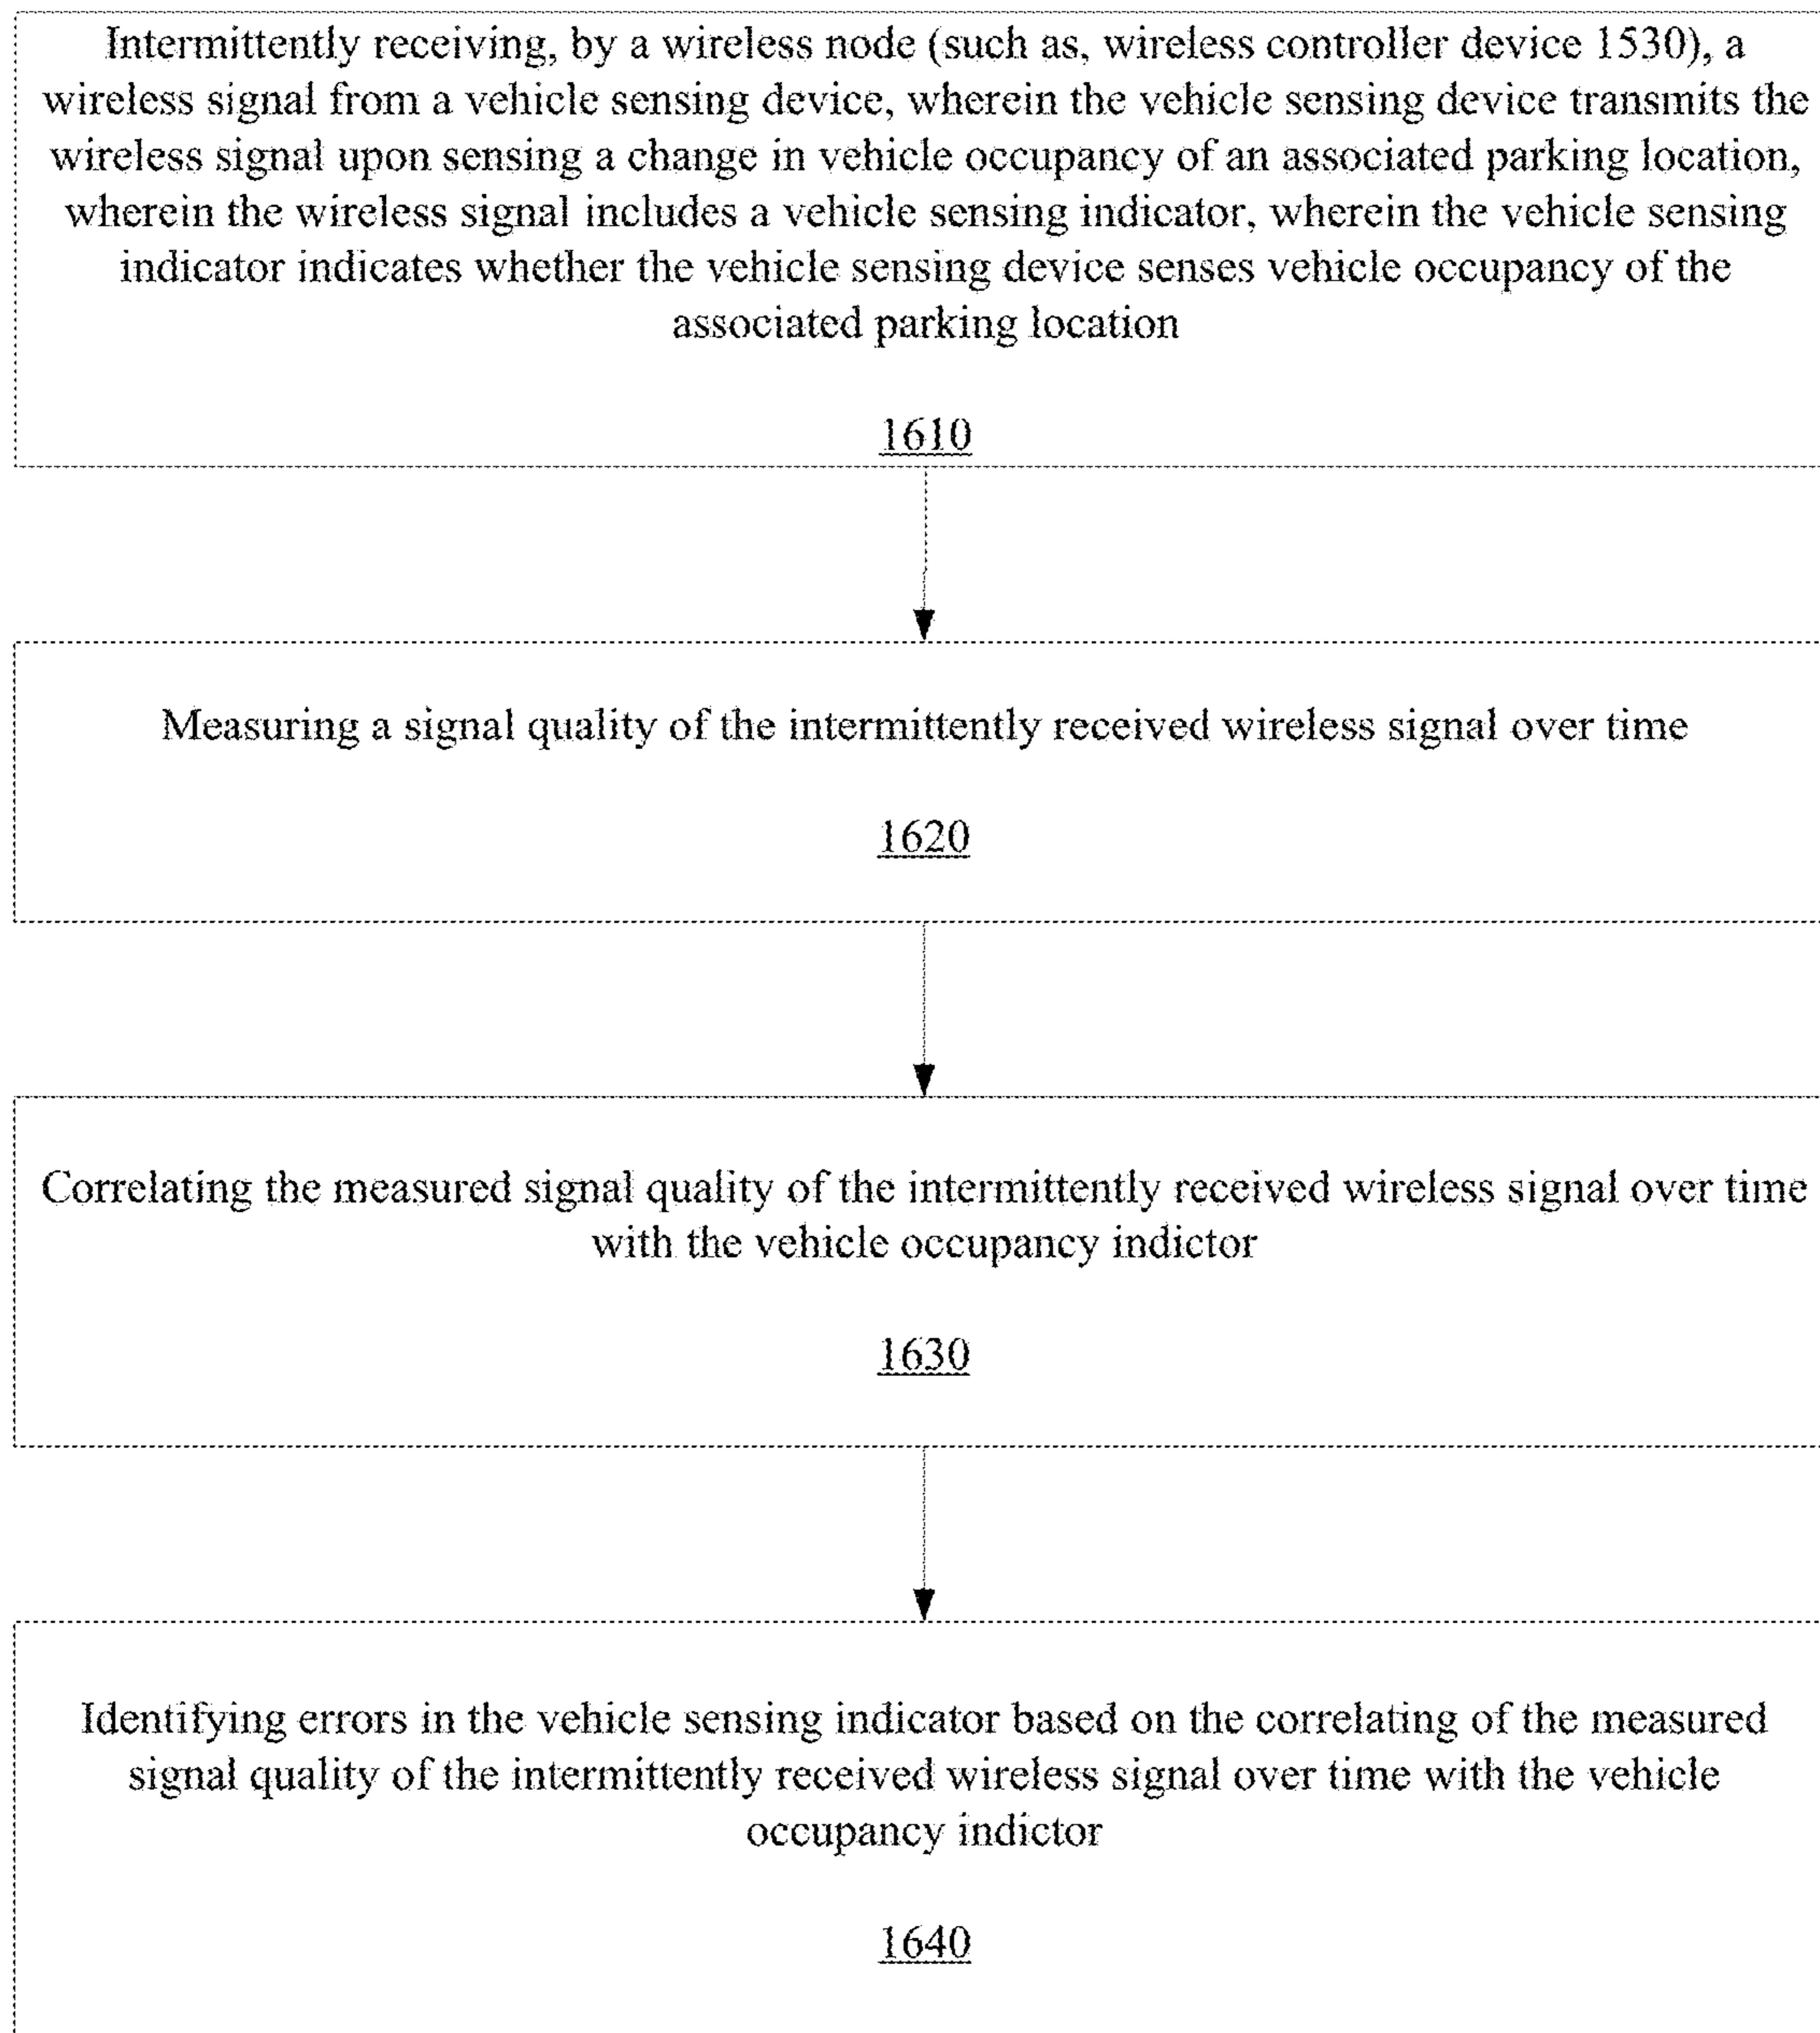 Intermittently receiving, by a wireless node (such as, wireless controller device 1530), a
wireless signal from a vehicle sensing device, wherein the vehicle sensing device transmits the
wireless signal upon sensing a change in vehicle occupancy of an associated parking location,
wherein the wireless signal includes a vehicle sensing indicator, wherein the vehicle sensing
indicator indicates whether the vehicle sensing device senses vehicle occupancy of the
associated parking location
1610
Measuring a signal quality of the intermittently received wireless signal over time
1620
Correlating the measured signal quality of the intermittently received wireless signal over time
with the vehicle occupancy indictor
1630
Identifying errors in the vehicle sensing indicator based on the correlating of the measured
signal quality of the intermittently received wireless signal over time with the vehicle
occupancy indictor
1640